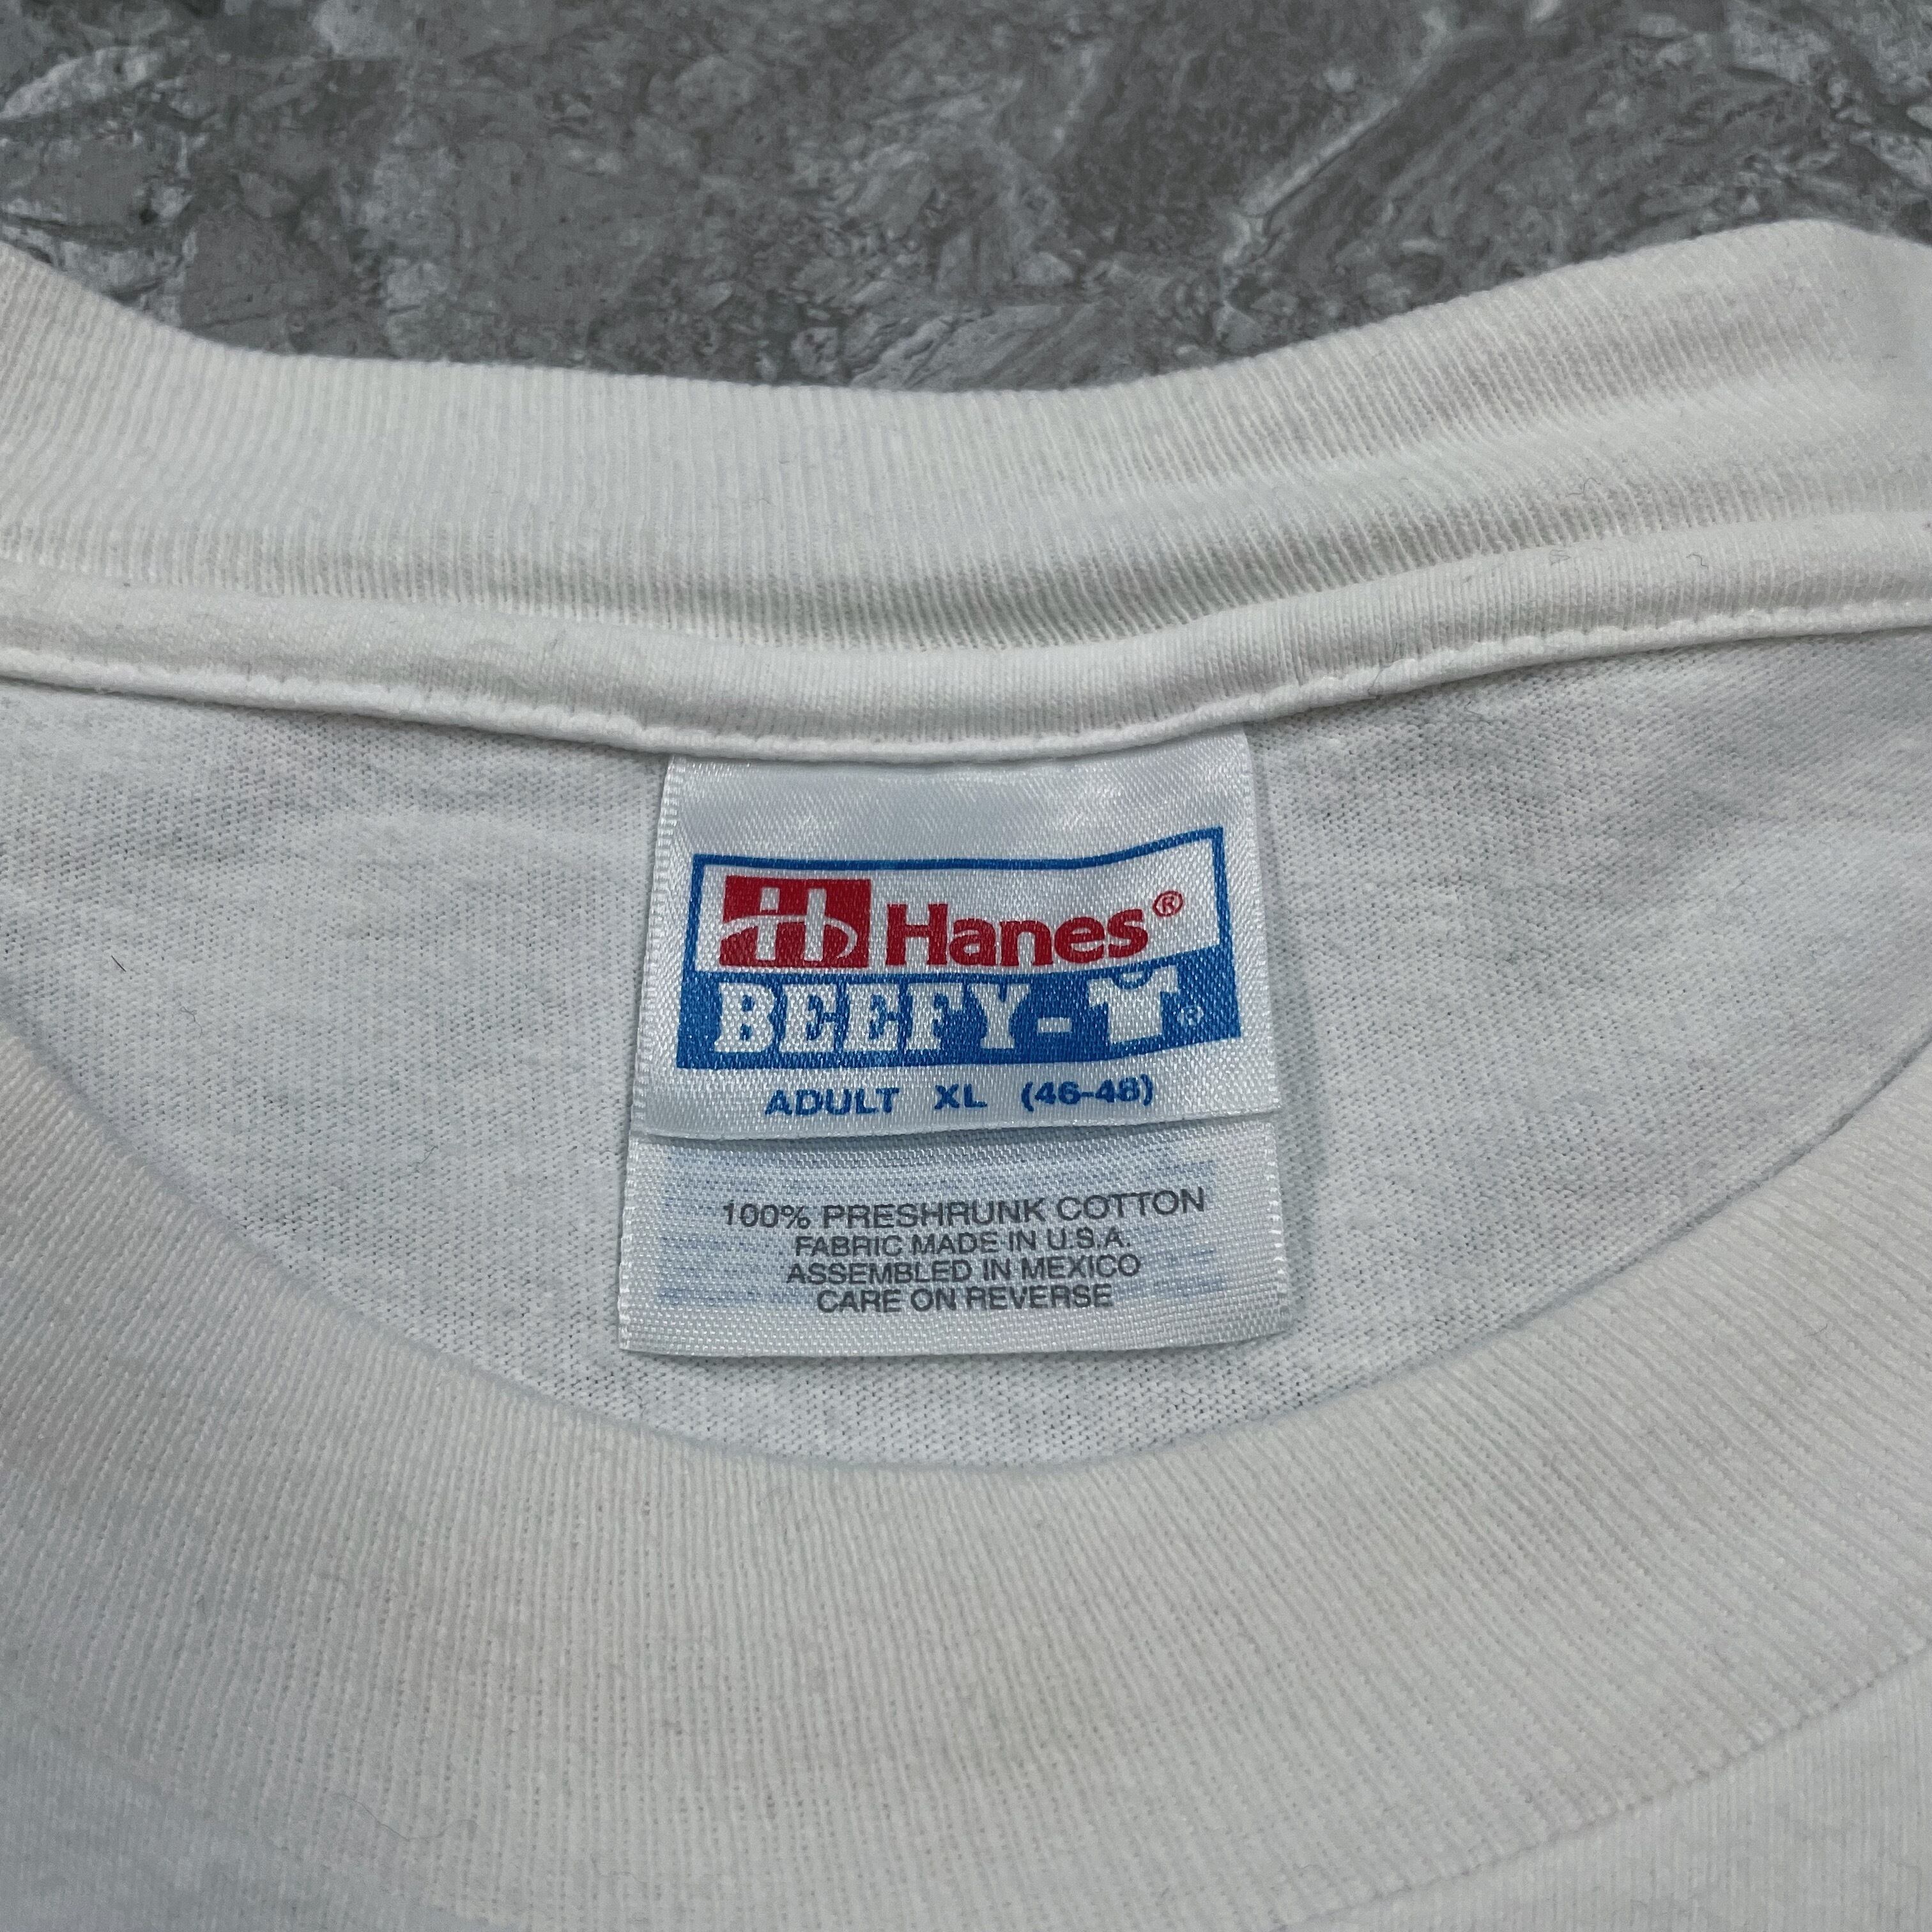 Hanes®
BEEFY-T®
ADULT XL (46-48)
100% PRESHRUNK COTTON
FABRIC MADE IN U.S.A.
ASSEMBLED IN MEXICO
CARE ON REVERSE